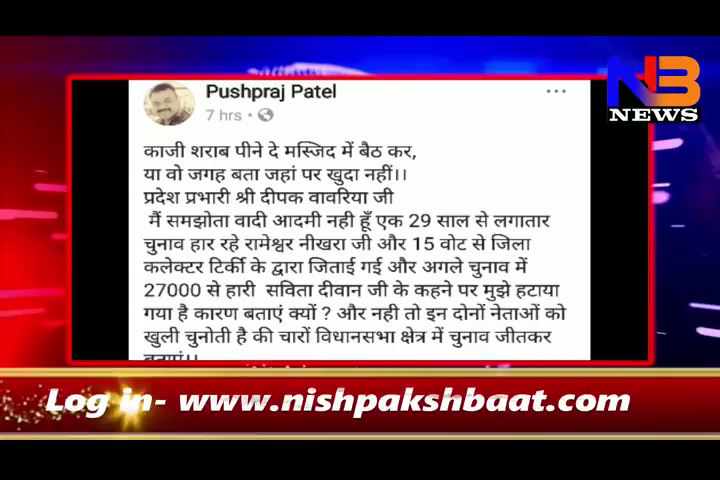 NB
NEWS
Pushpraj Patel
7 hrs
काजी शराब पीने दे मस्जिद में बैठ कर,
या वो जगह बता जहां पर खुदा नहीं।।
प्रदेश प्रभारी श्री दीपक वावरिया जी
मैं समझोता वादी आदमी नही हूँ एक 29 साल से लगातार
चुनाव हार रहे रामेश्वर नीखरा जी और 15 वोट से जिला
कलेक्टर टिर्की के द्वारा जिताई गई और अगले चुनाव में
27000 से हारी सविता दीवान जी के कहने पर मुझे हटाया
गया है कारण बताएं क्यों ? और नही तो इन दोनों नेताओं को
खुली चुनोती है की चारों विधानसभा क्षेत्र में चुनाव जीतकर
बताएं।।
Log in- www.nishpakshbaat.com